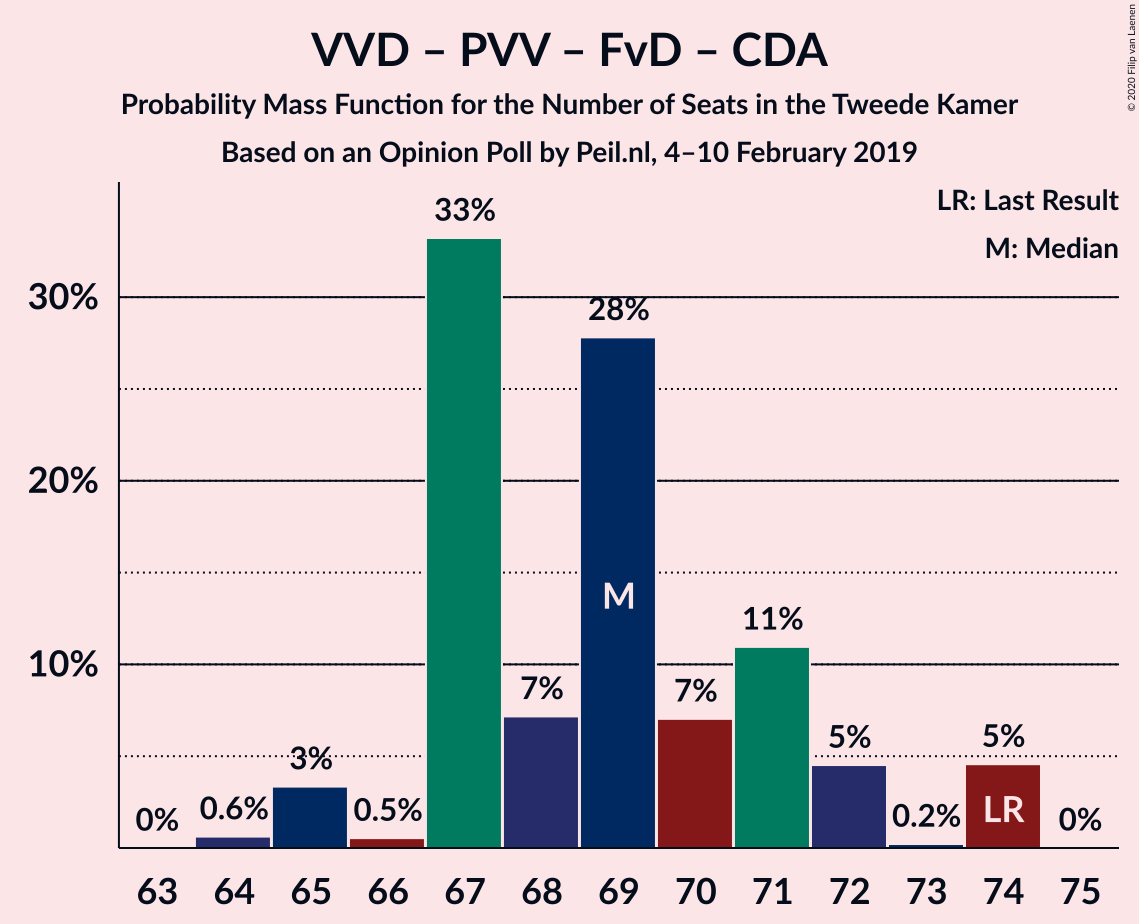 VVD – PVV – FvD – CDA
Probability Mass Function for the Number of Seats in the Tweede Kamer
Based on an Opinion Poll by Peil.nl, 4–10 February 2019
© 2020 Filip van Laenen
LR: Last Result
M: Median
33%
30%
28%
20%
M
11%
10%
7%
7%
5%
5%
3%
0%
0.6%
0.5%
0.2%
LR
0%
63 64 65 66 67 68 69 70 71 72 73 74 75